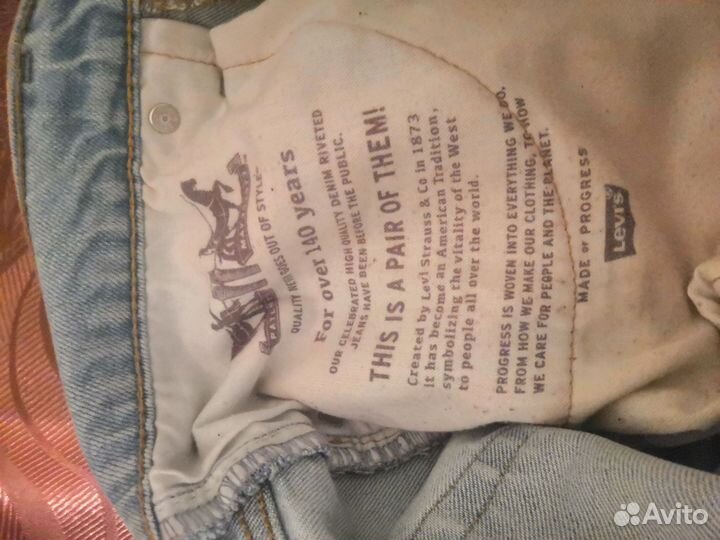 QUALITY NEVER GOES OUT OF STYLE
For over 140 years
OUR CELEBRATED HIGH QUALITY DENIM RIVETED
JEANS HAVE BEEN BEFORE THE PUBLIC.
THIS IS A PAIR OF THEM!
Created by Levi Strauss & Co in 1873
it has become an American Tradition,
symbolizing the vitality of the West
to people all over the world.
PROGRESS IS WOVEN INTO EVERYTHING WE DO.
FROM HOW WE MAKE OUR CLOTHING, TO HOW
WE CARE FOR PEOPLE AND THE PLANET.
MADE OF PROGRESS
Levi's
Avito